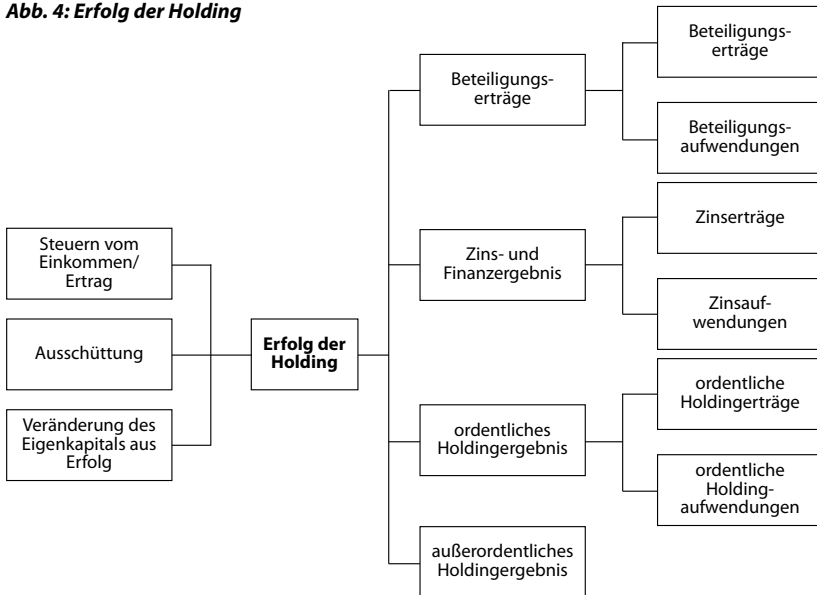 Abb. 4: Erfolg der Holding
Steuern vom
Einkommen/
Ertrag
Ausschüttung
Veränderung des
Eigenkapitals aus
Erfolg
Erfolg der
Holding
Beteiligungs-
erträge
Zins- und
Finanzergebnis
ordentliches
Holdingergebnis
außerordentliches
Holdingergebnis
Beteiligungs-
erträge
Beteiligungs-
aufwendungen
Zinserträge
Zinsauf-
wendungen
ordentliche
Holdingerträge
ordentliche
Holding-
aufwendungen